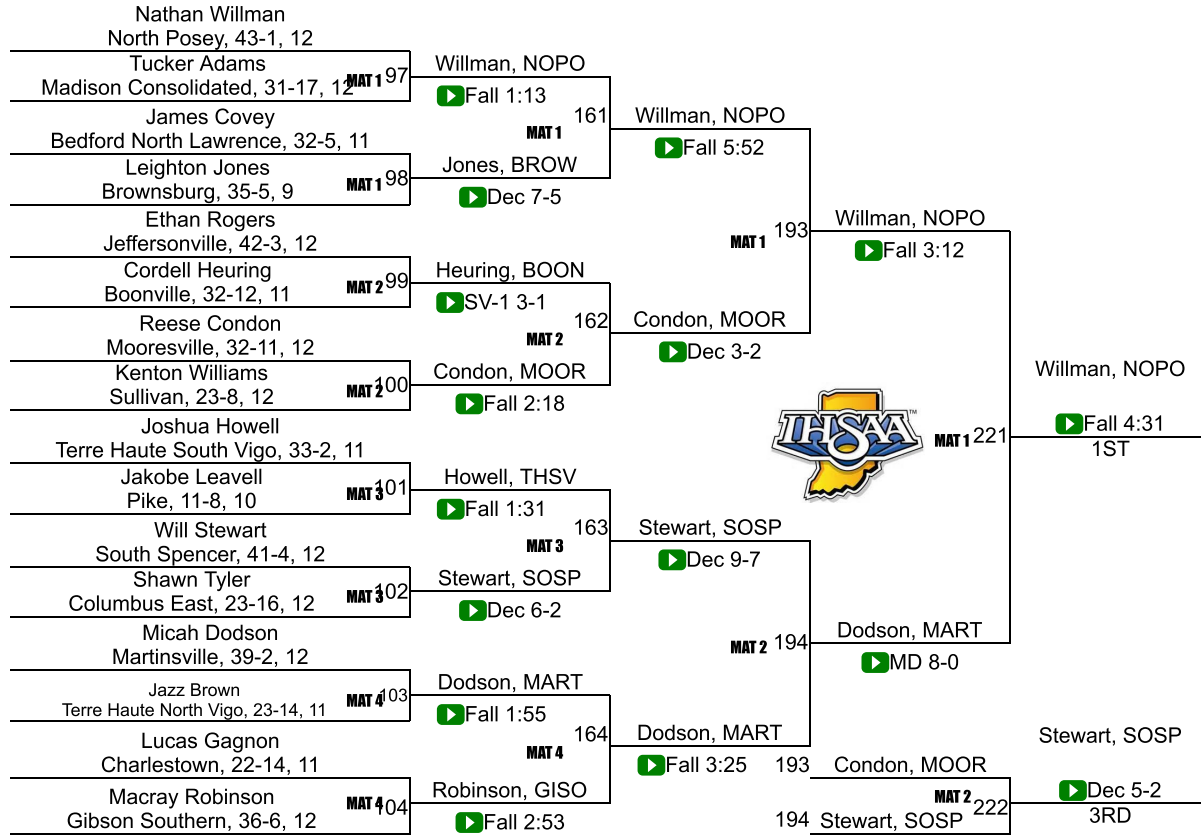 Nathan Willman
North Posey, 43-1, 12
Tucker Adams
Madison Consolidated, 31-17, 12
MAT 1 97
Willman, NOPO
Fall 1:13
James Covey
Bedford North Lawrence, 32-5, 11
Leighton Jones
Brownsburg, 35-5, 9
MAT 1 98
Jones, BROW
Dec 7-5
161
MAT 1
Willman, NOPO
Fall 5:52
Ethan Rogers
Jeffersonville, 42-3, 12
Cordell Heuring
Boonville, 32-12, 11
MAT 2 99
Heuring, BOON
SV-1 3-1
Reese Condon
Mooresville, 32-11, 12
Kenton Williams
Sullivan, 23-8, 12
MAT 2 100
Condon, MOOR
Fall 2:18
162
MAT 2
Condon, MOOR
Dec 3-2
193
MAT 1
Willman, NOPO
Fall 3:12
Joshua Howell
Terre Haute South Vigo, 33-2, 11
Jakobe Leavell
Pike, 11-8, 10
MAT 3 101
Howell, THSV
Fall 1:31
Will Stewart
South Spencer, 41-4, 12
Shawn Tyler
Columbus East, 23-16, 12
MAT 3 102
Stewart, SOSP
Dec 6-2
163
MAT 3
Stewart, SOSP
Dec 9-7
Micah Dodson
Martinsville, 39-2, 12
Jazz Brown
Terre Haute North Vigo, 23-14, 11
MAT 4 103
Dodson, MART
Fall 1:55
Lucas Gagnon
Charlestown, 22-14, 11
Macray Robinson
Gibson Southern, 36-6, 12
MAT 4 104
Robinson, GISO
Fall 2:53
164
MAT 4
Dodson, MART
Fall 3:25
MAT 2 194
Dodson, MART
MD 8-0
IHSAA™
MAT 1 221
Willman, NOPO
Fall 4:31
1ST
193 Condon, MOOR
194 Stewart, SOSP
MAT 2 222
Stewart, SOSP
Dec 5-2
3RD